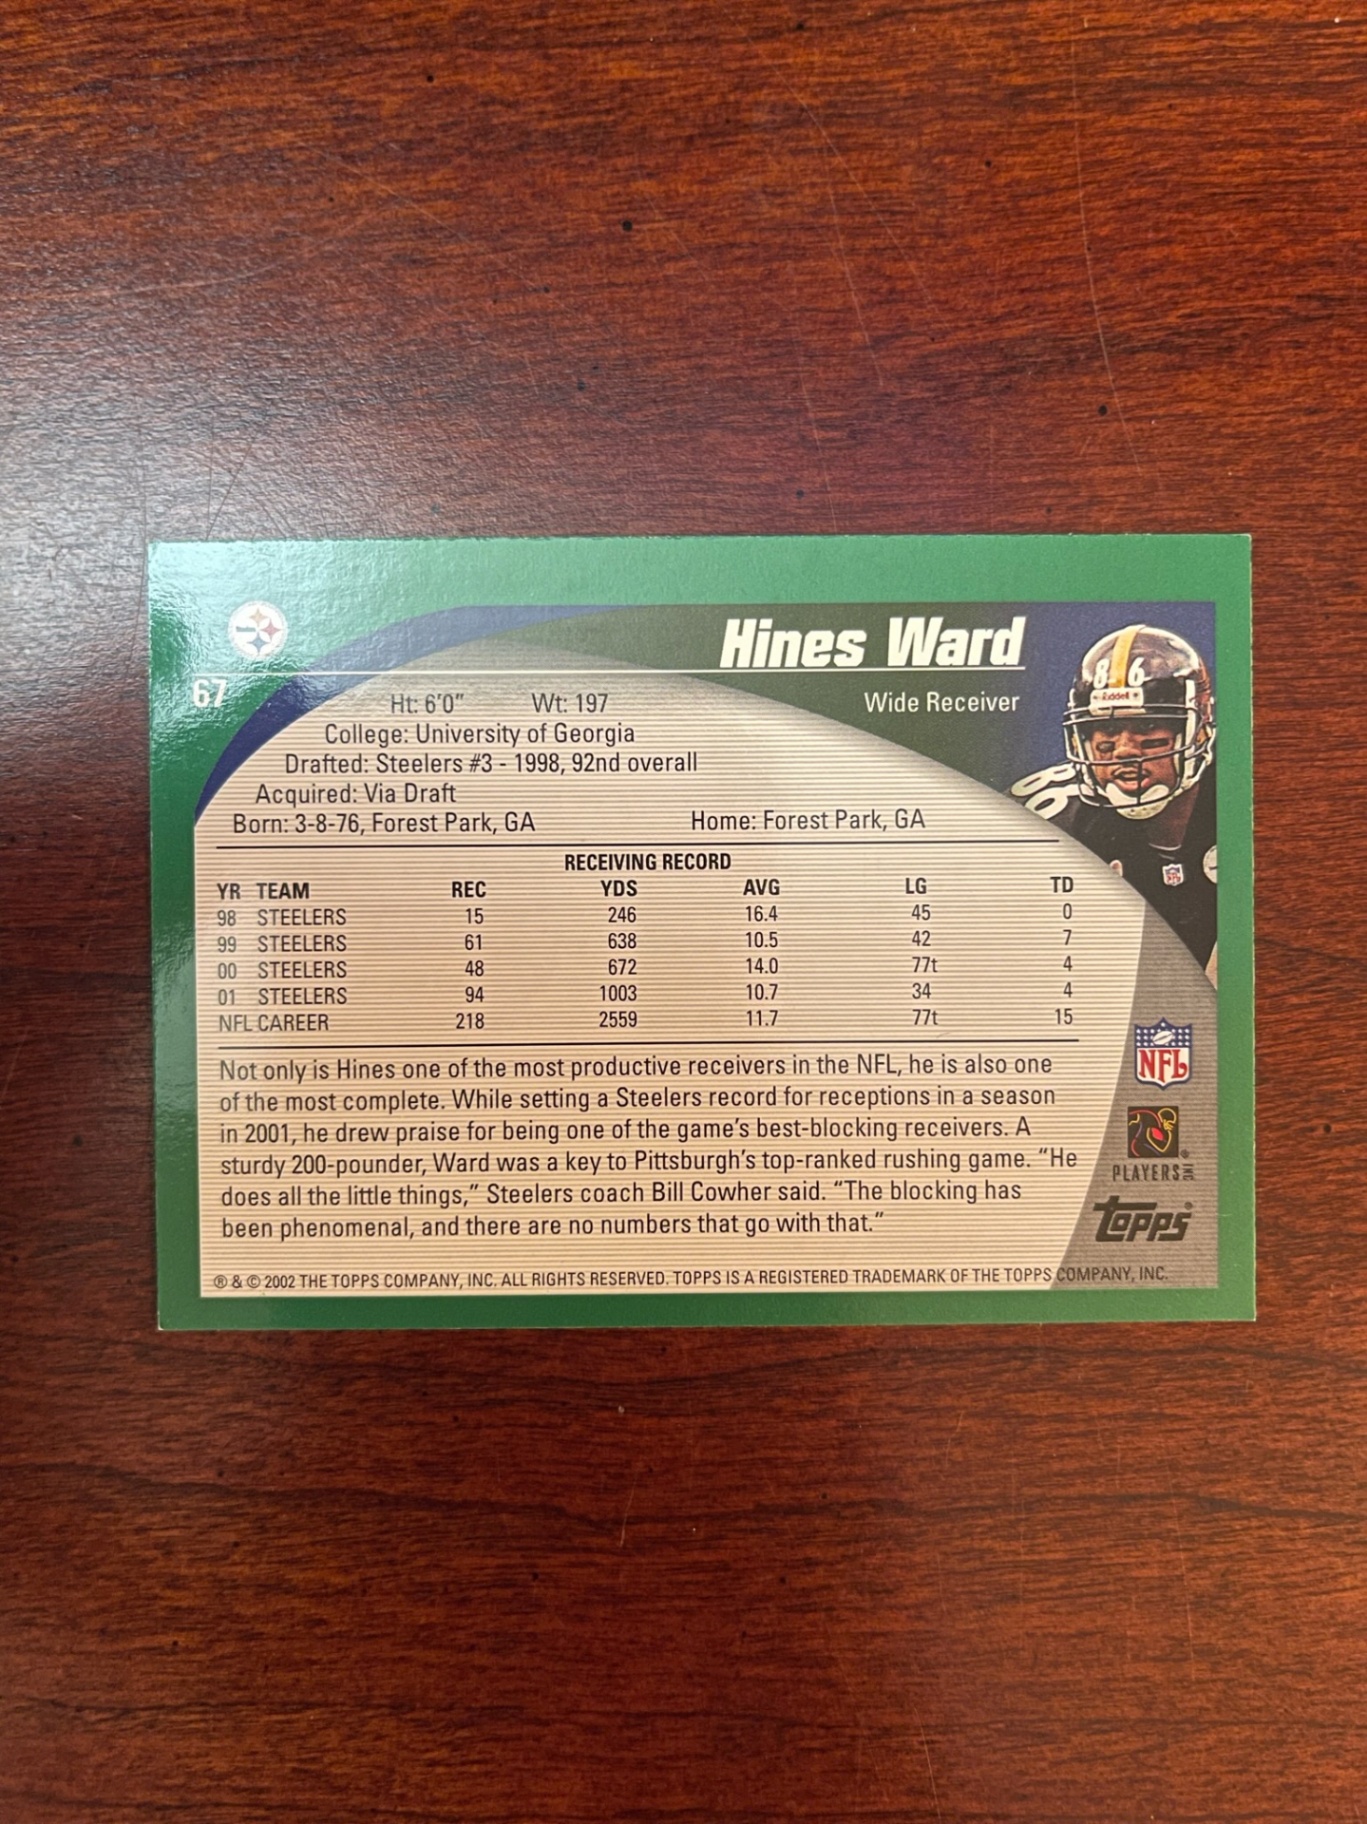 Hines Ward
67
Wide Receiver
86
Riddell
86
Ht: 6'0" Wt: 197
College: University of Georgia
Drafted: Steelers #3 - 1998, 92nd overall
Acquired: Via Draft
Born: 3-8-76, Forest Park, GA Home: Forest Park, GA
RECEIVING RECORD
YR TEAM REC YDS AVG LG TD
98 STEELERS 15 246 16.4 45 0
99 STEELERS 61 638 10.5 42 7
00 STEELERS 48 672 14.0 77t 4
01 STEELERS 94 1003 10.7 34 4
NFL CAREER 218 2559 11.7 77t 15
Not only is Hines one of the most productive receivers in the NFL, he is also one
of the most complete. While setting a Steelers record for receptions in a season
in 2001, he drew praise for being one of the game's best-blocking receivers. A
sturdy 200-pounder, Ward was a key to Pittsburgh's top-ranked rushing game. "He
does all the little things," Steelers coach Bill Cowher said. "The blocking has
been phenomenal, and there are no numbers that go with that."
NFL
PLAYERS INC
topps
® & © 2002 THE TOPPS COMPANY, INC. ALL RIGHTS RESERVED. TOPPS IS A REGISTERED TRADEMARK OF THE TOPPS COMPANY, INC.